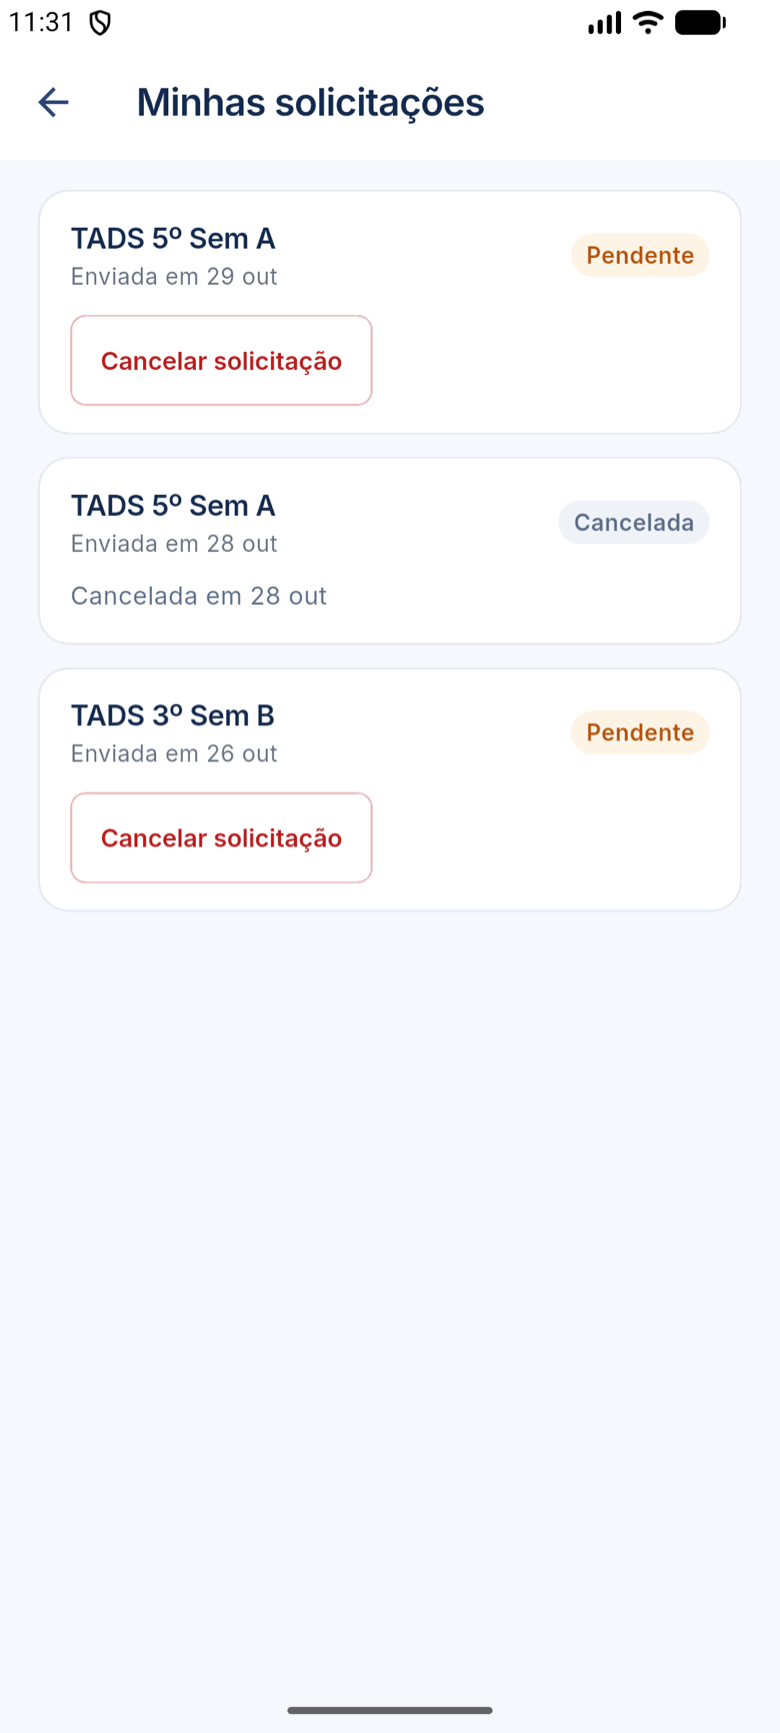 11:31
Minhas solicitações
TADS 5º Sem A
Enviada em 29 out
Pendente
Cancelar solicitação
TADS 5º Sem A
Enviada em 28 out
Cancelada
Cancelada em 28 out
TADS 3º Sem B
Enviada em 26 out
Pendente
Cancelar solicitação